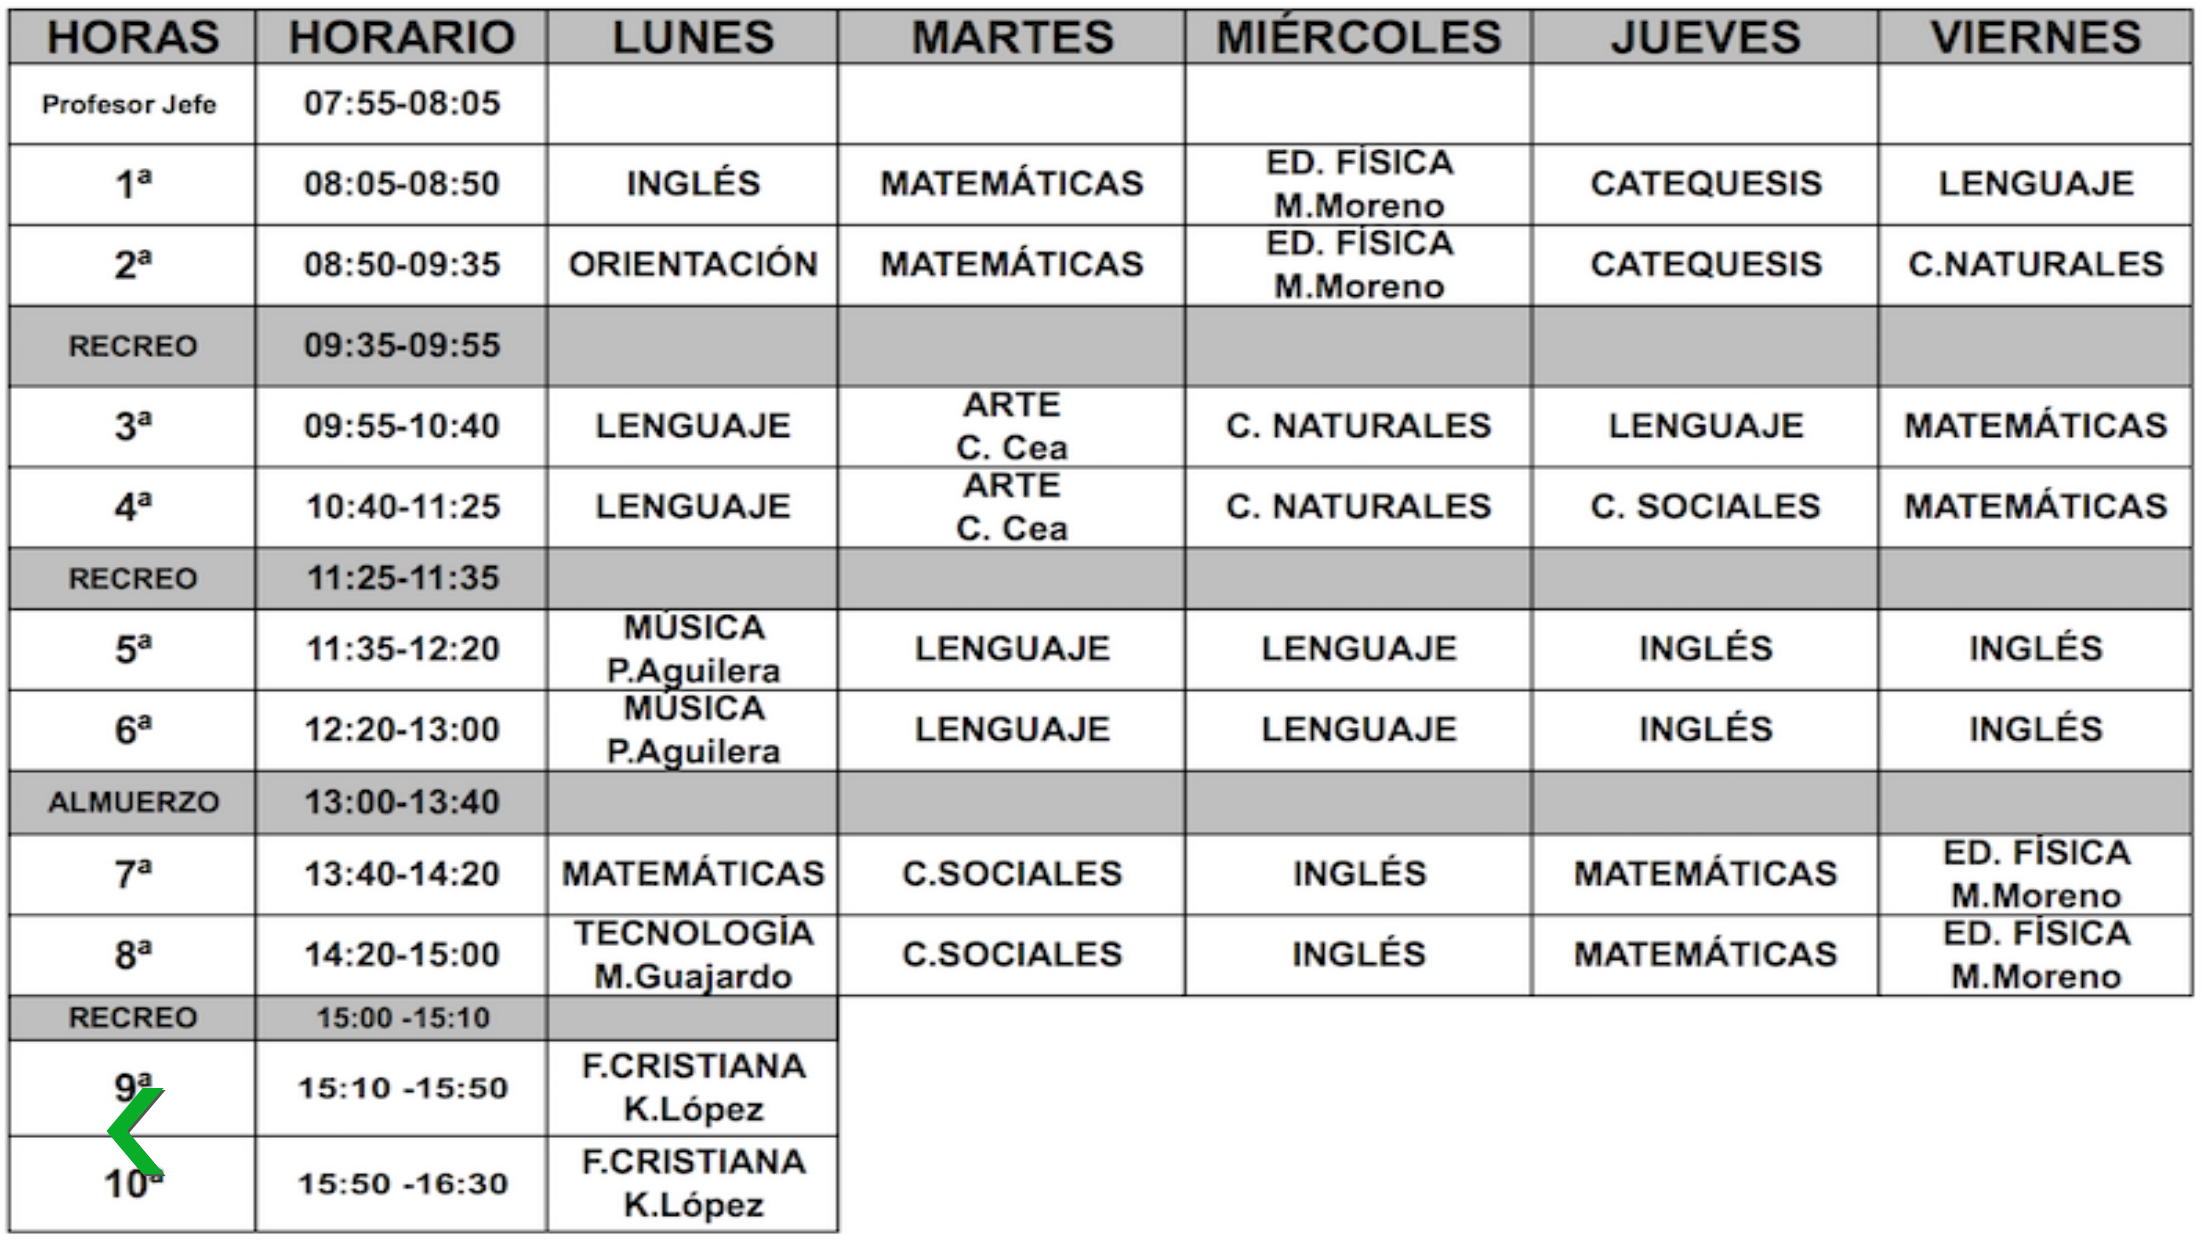 HORAS HORARIO LUNES MARTES MIÉRCOLES JUEVES VIERNES
Profesor Jefe 07:55-08:05
1ª 08:05-08:50 INGLÉS MATEMÁTICAS ED. FÍSICA M.Moreno CATEQUESIS LENGUAJE
2ª 08:50-09:35 ORIENTACIÓN MATEMÁTICAS ED. FÍSICA M.Moreno CATEQUESIS C.NATURALES
RECREO 09:35-09:55
3ª 09:55-10:40 LENGUAJE ARTE C. Cea C. NATURALES LENGUAJE MATEMÁTICAS
4ª 10:40-11:25 LENGUAJE ARTE C. Cea C. NATURALES C. SOCIALES MATEMÁTICAS
RECREO 11:25-11:35
5ª 11:35-12:20 MÚSICA P.Aguilera LENGUAJE LENGUAJE INGLÉS INGLÉS
6ª 12:20-13:00 MÚSICA P.Aguilera LENGUAJE LENGUAJE INGLÉS INGLÉS
ALMUERZO 13:00-13:40
7ª 13:40-14:20 MATEMÁTICAS C.SOCIALES INGLÉS MATEMÁTICAS ED. FÍSICA M.Moreno
8ª 14:20-15:00 TECNOLOGÍA M.Guajardo C.SOCIALES INGLÉS MATEMÁTICAS ED. FÍSICA M.Moreno
RECREO 15:00 -15:10
9ª 15:10 -15:50 F.CRISTIANA K.López
10ª 15:50 -16:30 F.CRISTIANA K.López